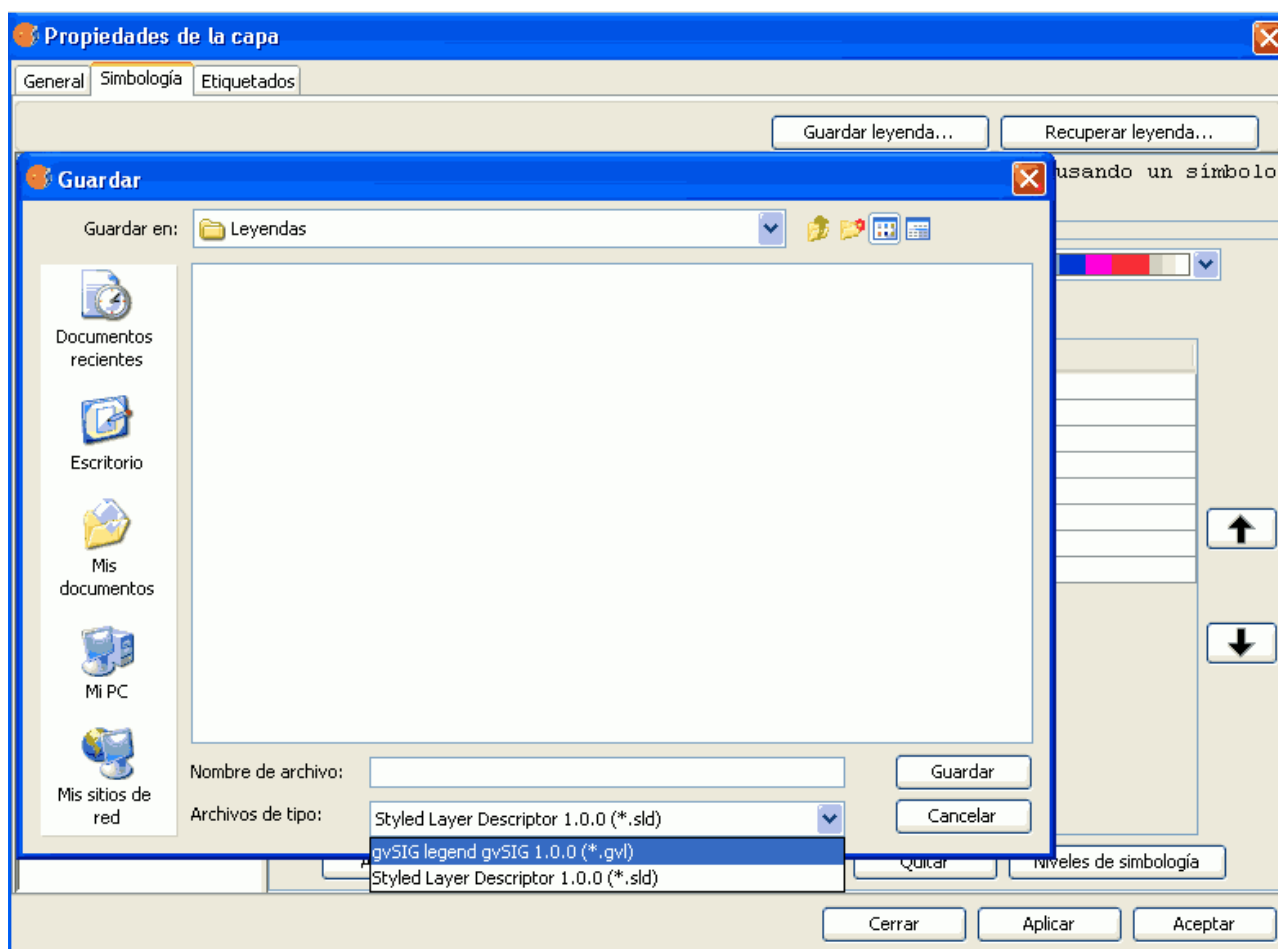 Propiedades de la capa
General Simbología Etiquetados
Guardar leyenda... Recuperar leyenda...
usando un símbolo
Guardar
Guardar en: Leyendas
Documentos
recientes
Escritorio
Mis
documentos
Mi PC
Mis sitios de
red
Nombre de archivo: Guardar
Archivos de tipo: Styled Layer Descriptor 1.0.0 (*.sld) Cancelar
gvSIG legend gvSIG 1.0.0 (*.gvl)
Styled Layer Descriptor 1.0.0 (*.sld)
Quitar Niveles de simbología
Cerrar Aplicar Aceptar